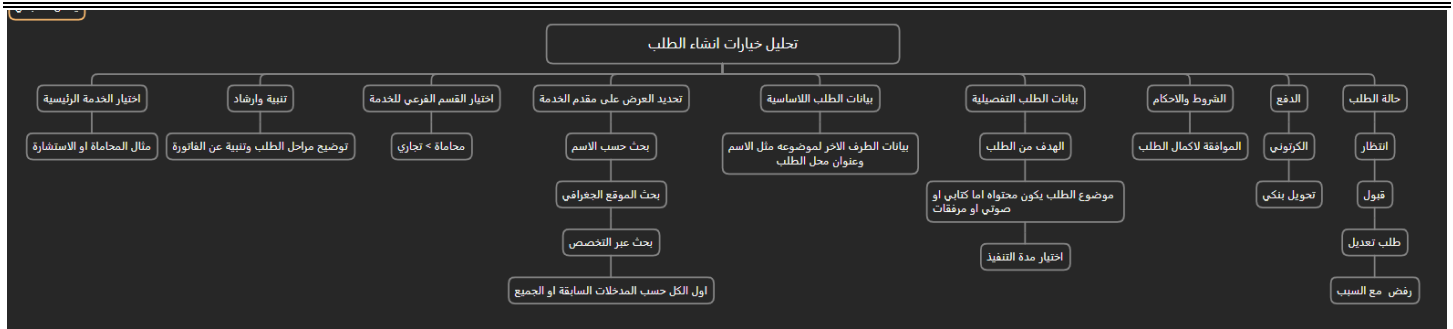 تحليل خيارات انشاء الطلب
حالة الطلب
الدفع
الشروط والاحكام
بيانات الطلب التفصيلية
بيانات الطلب اللاساسية
تحديد العرض على مقدم الخدمة
اختيار القسم الفرعي للخدمة
تنبية وارشاد
اختيار الخدمة الرئيسية
انتظار
الكرتوني
الموافقة لاكمال الطلب
الهدف من الطلب
بيانات الطرف الاخر لموضوعه مثل الاسم
وعنوان محل الطلب
بحث حسب الاسم
محاماة > تجاري
توضيح مراحل الطلب وتنبية عن الفاتورة
مثال المحاماة او الاستشارة
قبول
تحويل بنكي
موضوع الطلب يكون محتواه اما كتابي او
صوتي او مرفقات
بحث الموقع الجغرافي
طلب تعديل
اختيار مدة التنفيذ
بحث عبر التخصص
رفض مع السبب
اول الكل حسب المدخلات السابقة او الجميع